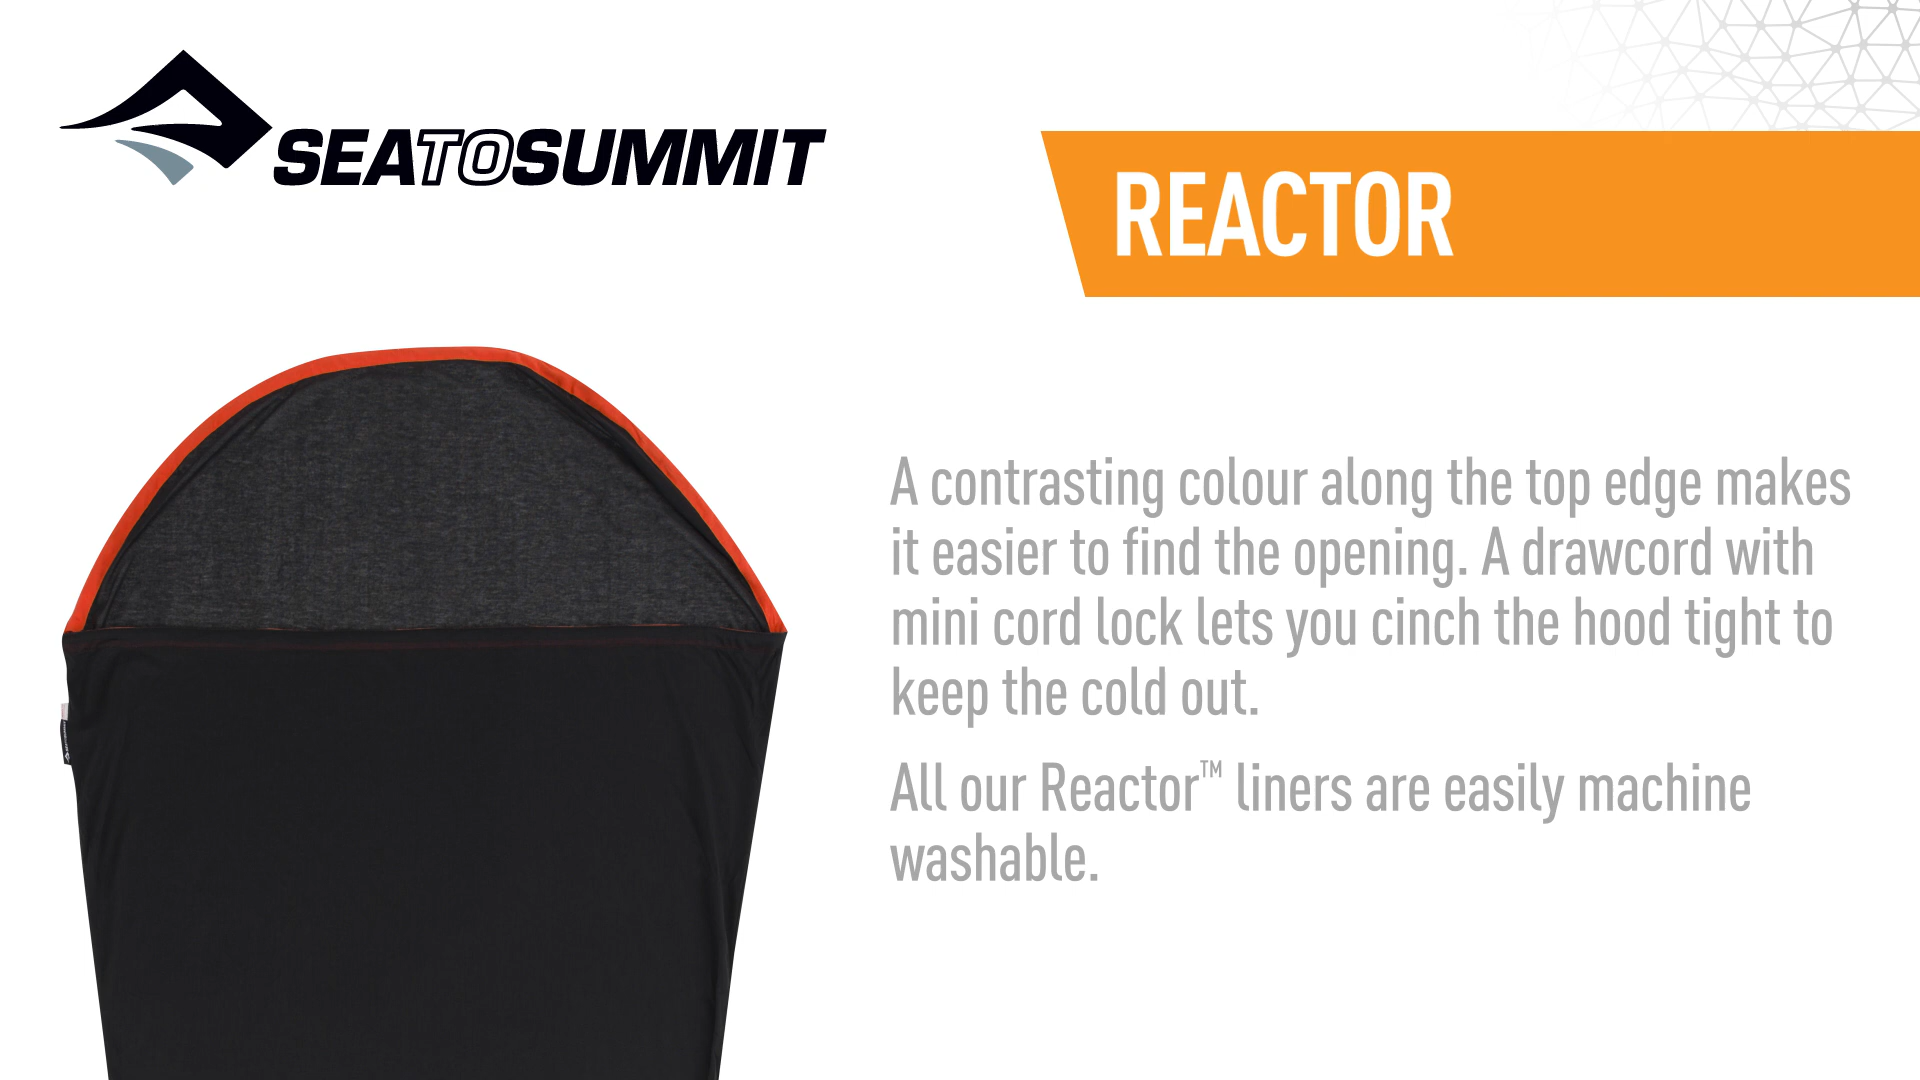 SEATOSUMMIT
REACTOR
A contrasting colour along the top edge makes
it easier to find the opening. A drawcord with
mini cord lock lets you cinch the hood tight to
keep the cold out.
All our Reactor™ liners are easily machine
washable.